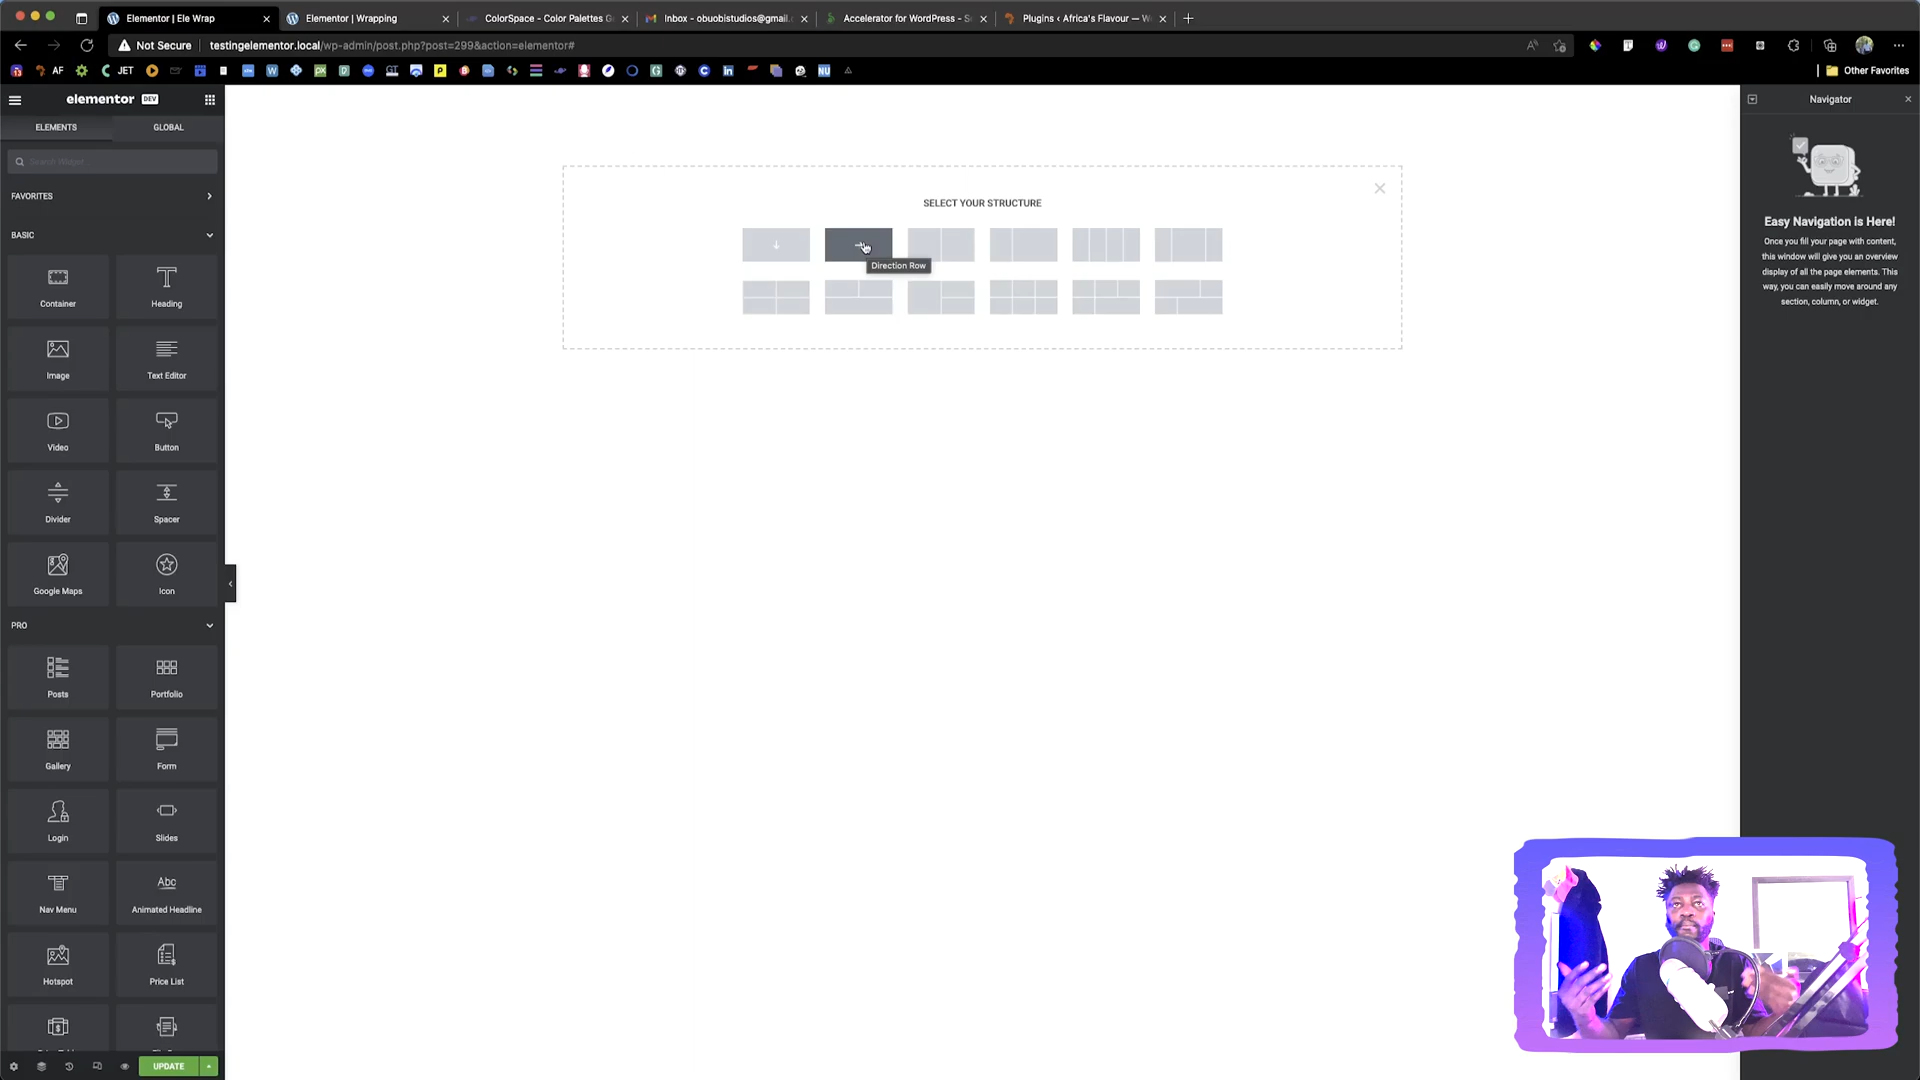 Elementor | Ele Wrap
Elementor | Wrapping
ColorSpace - Color Palettes G
Inbox - obuobistudios@gmail.
Accelerator for WordPress - S
Plugins ‹ Africa's Flavour — W
Not Secure
testingelementor.local/wp-admin/post.php?post=299&action=elementor#
AF
JET
Other Favorites
elementor DEV
Navigator
ELEMENTS
GLOBAL
Search Widget
FAVORITES
SELECT YOUR STRUCTURE
BASIC
Direction Row
Easy Navigation is Here!
Once you fill your page with content,
this window will give you an overview
display of all the page elements. This
way, you can easily move around any
section, column, or widget.
Container
Heading
Image
Text Editor
Video
Button
Divider
Spacer
Google Maps
Icon
PRO
Posts
Portfolio
Gallery
Form
Login
Slides
Abc
Nav Menu
Animated Headline
Hotspot
Price List
UPDATE